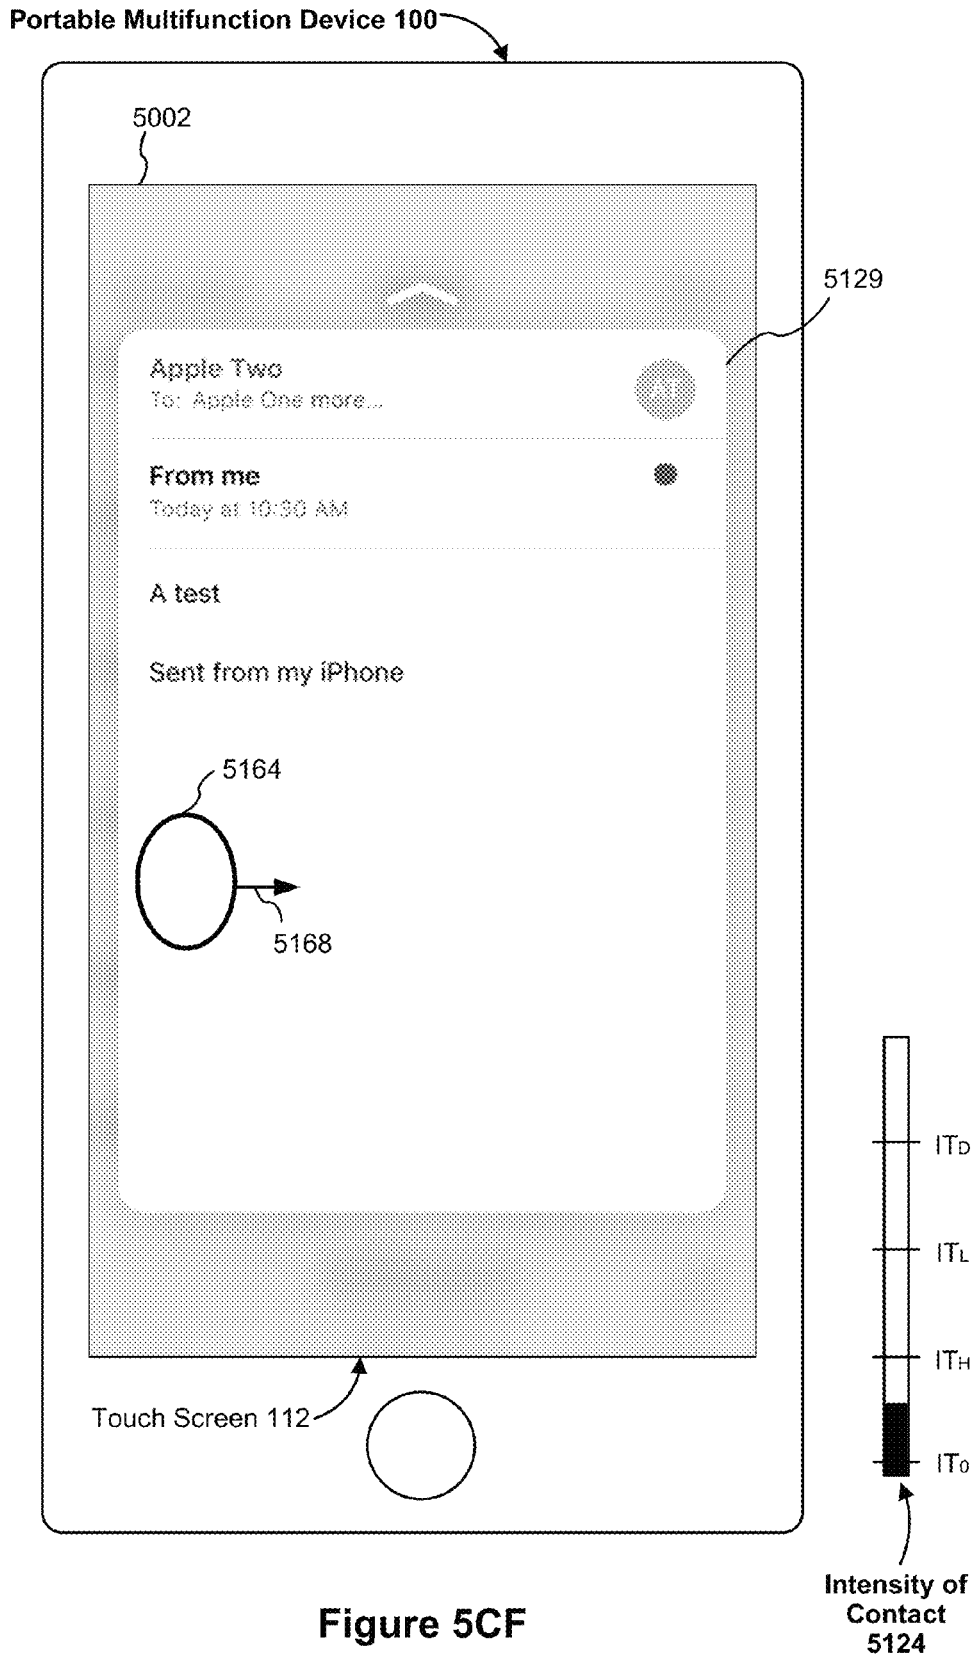 Portable Multifunction Device 100
5002
5129
Apple Two
To: Apple One more...
From me
Today at 10:30 AM
A test
Sent from my iPhone
5164
5168
ITD
ITL
ITH
IT0
Touch Screen 112
Intensity of
Contact
5124
Figure 5CF